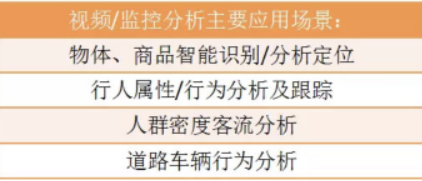 视频/监控分析主要应用场景：
物体、商品智能识别/分析定位
行人属性/行为分析及跟踪
人群密度客流分析
道路车辆行为分析